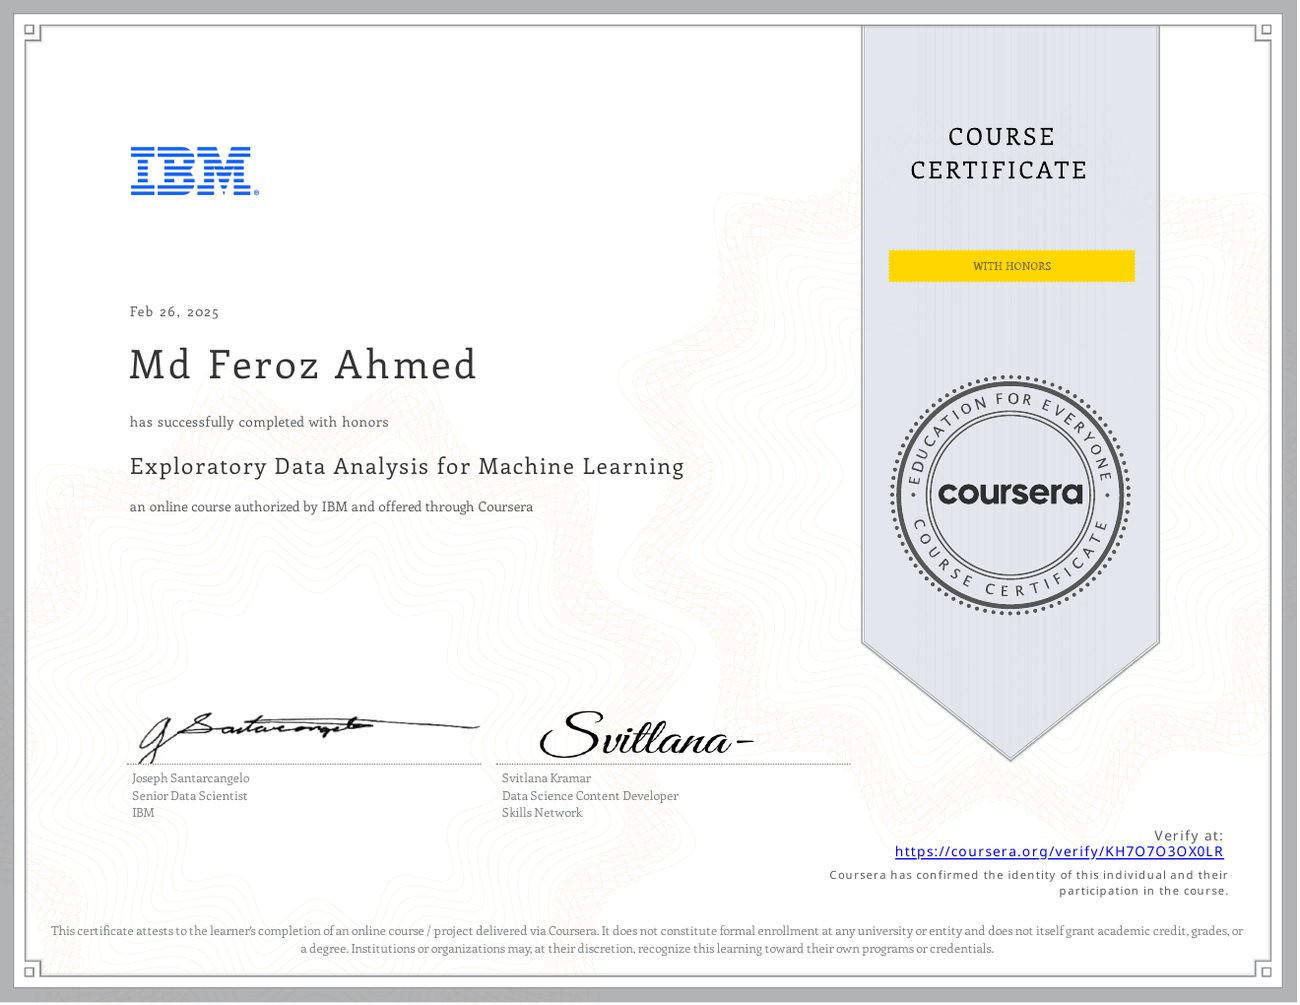 IBM®
COURSE
CERTIFICATE
WITH HONORS
Feb 26, 2025
Md Feroz Ahmed
has successfully completed with honors
Exploratory Data Analysis for Machine Learning
an online course authorized by IBM and offered through Coursera
• EDUCATION FOR EVERYONE •
coursera
COURSE CERTIFICATE
G Santarcangelo
Joseph Santarcangelo
Senior Data Scientist
IBM
Svitlana -
Svitlana Kramar
Data Science Content Developer
Skills Network
Verify at:
https://coursera.org/verify/KH7O7O3OX0LR
Coursera has confirmed the identity of this individual and their
participation in the course.
This certificate attests to the learner's completion of an online course / project delivered via Coursera. It does not constitute formal enrollment at any university or entity and does not itself grant academic credit, grades, or
a degree. Institutions or organizations may, at their discretion, recognize this learning toward their own programs or credentials.